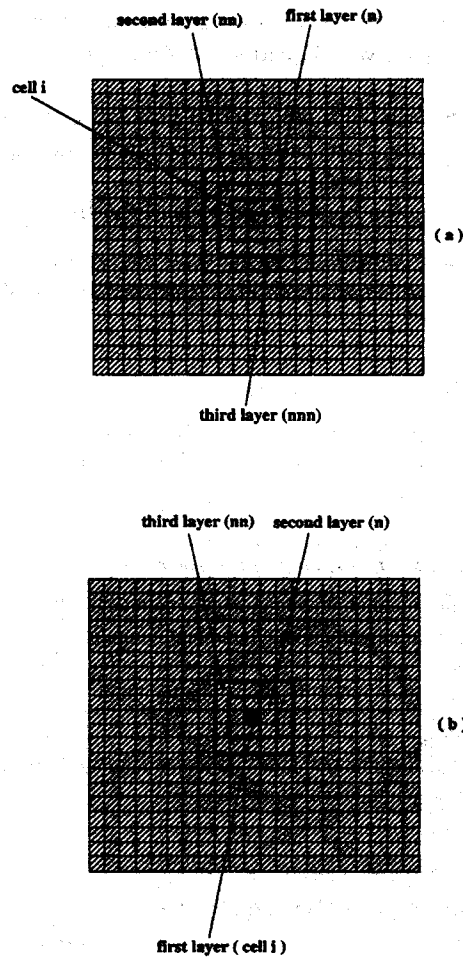 second layer (nn) first layer (n)
cell i
( a )
third layer (nnn)
third layer (nn) second layer (n)
( b )
first layer ( cell i )